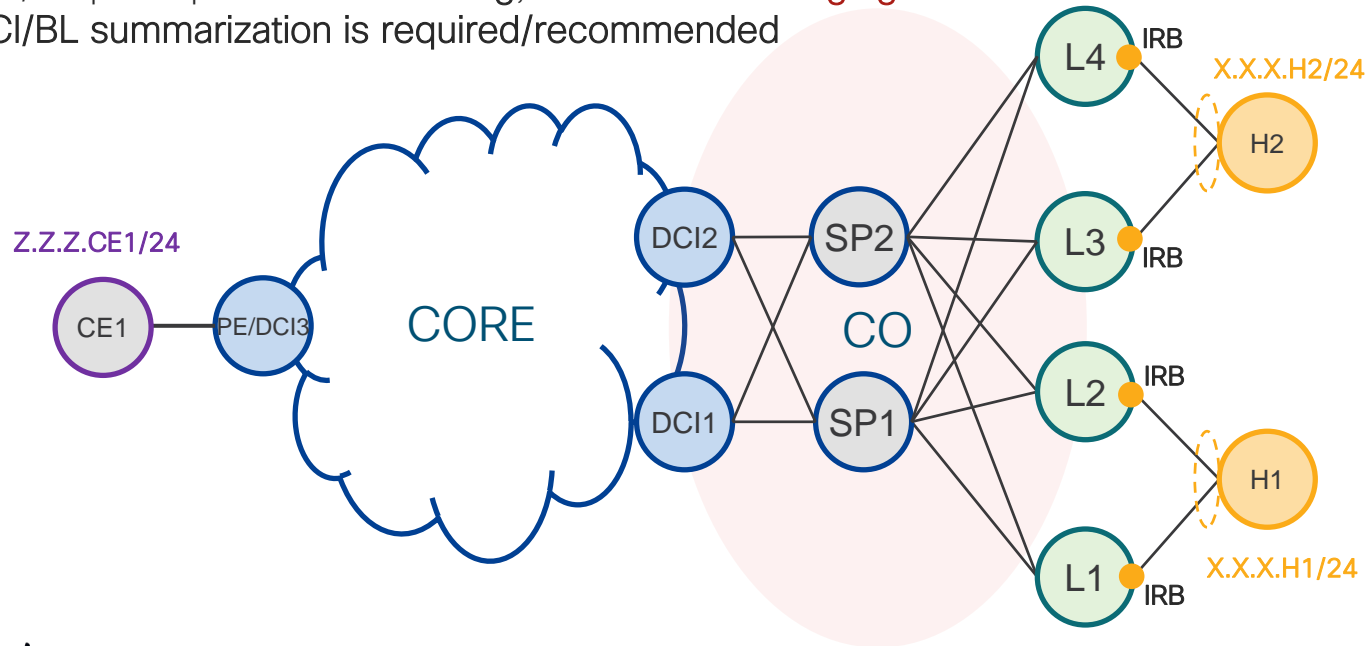 CI/BL summarization is required/recommended
L4
IRB
X.X.X.H2/24
H2
DCI2
SP2
L3
IRB
Z.Z.Z.CE1/24
CE1
PE/DCI3
CORE
CO
L2
IRB
DCI1
SP1
H1
L1
IRB
X.X.X.H1/24